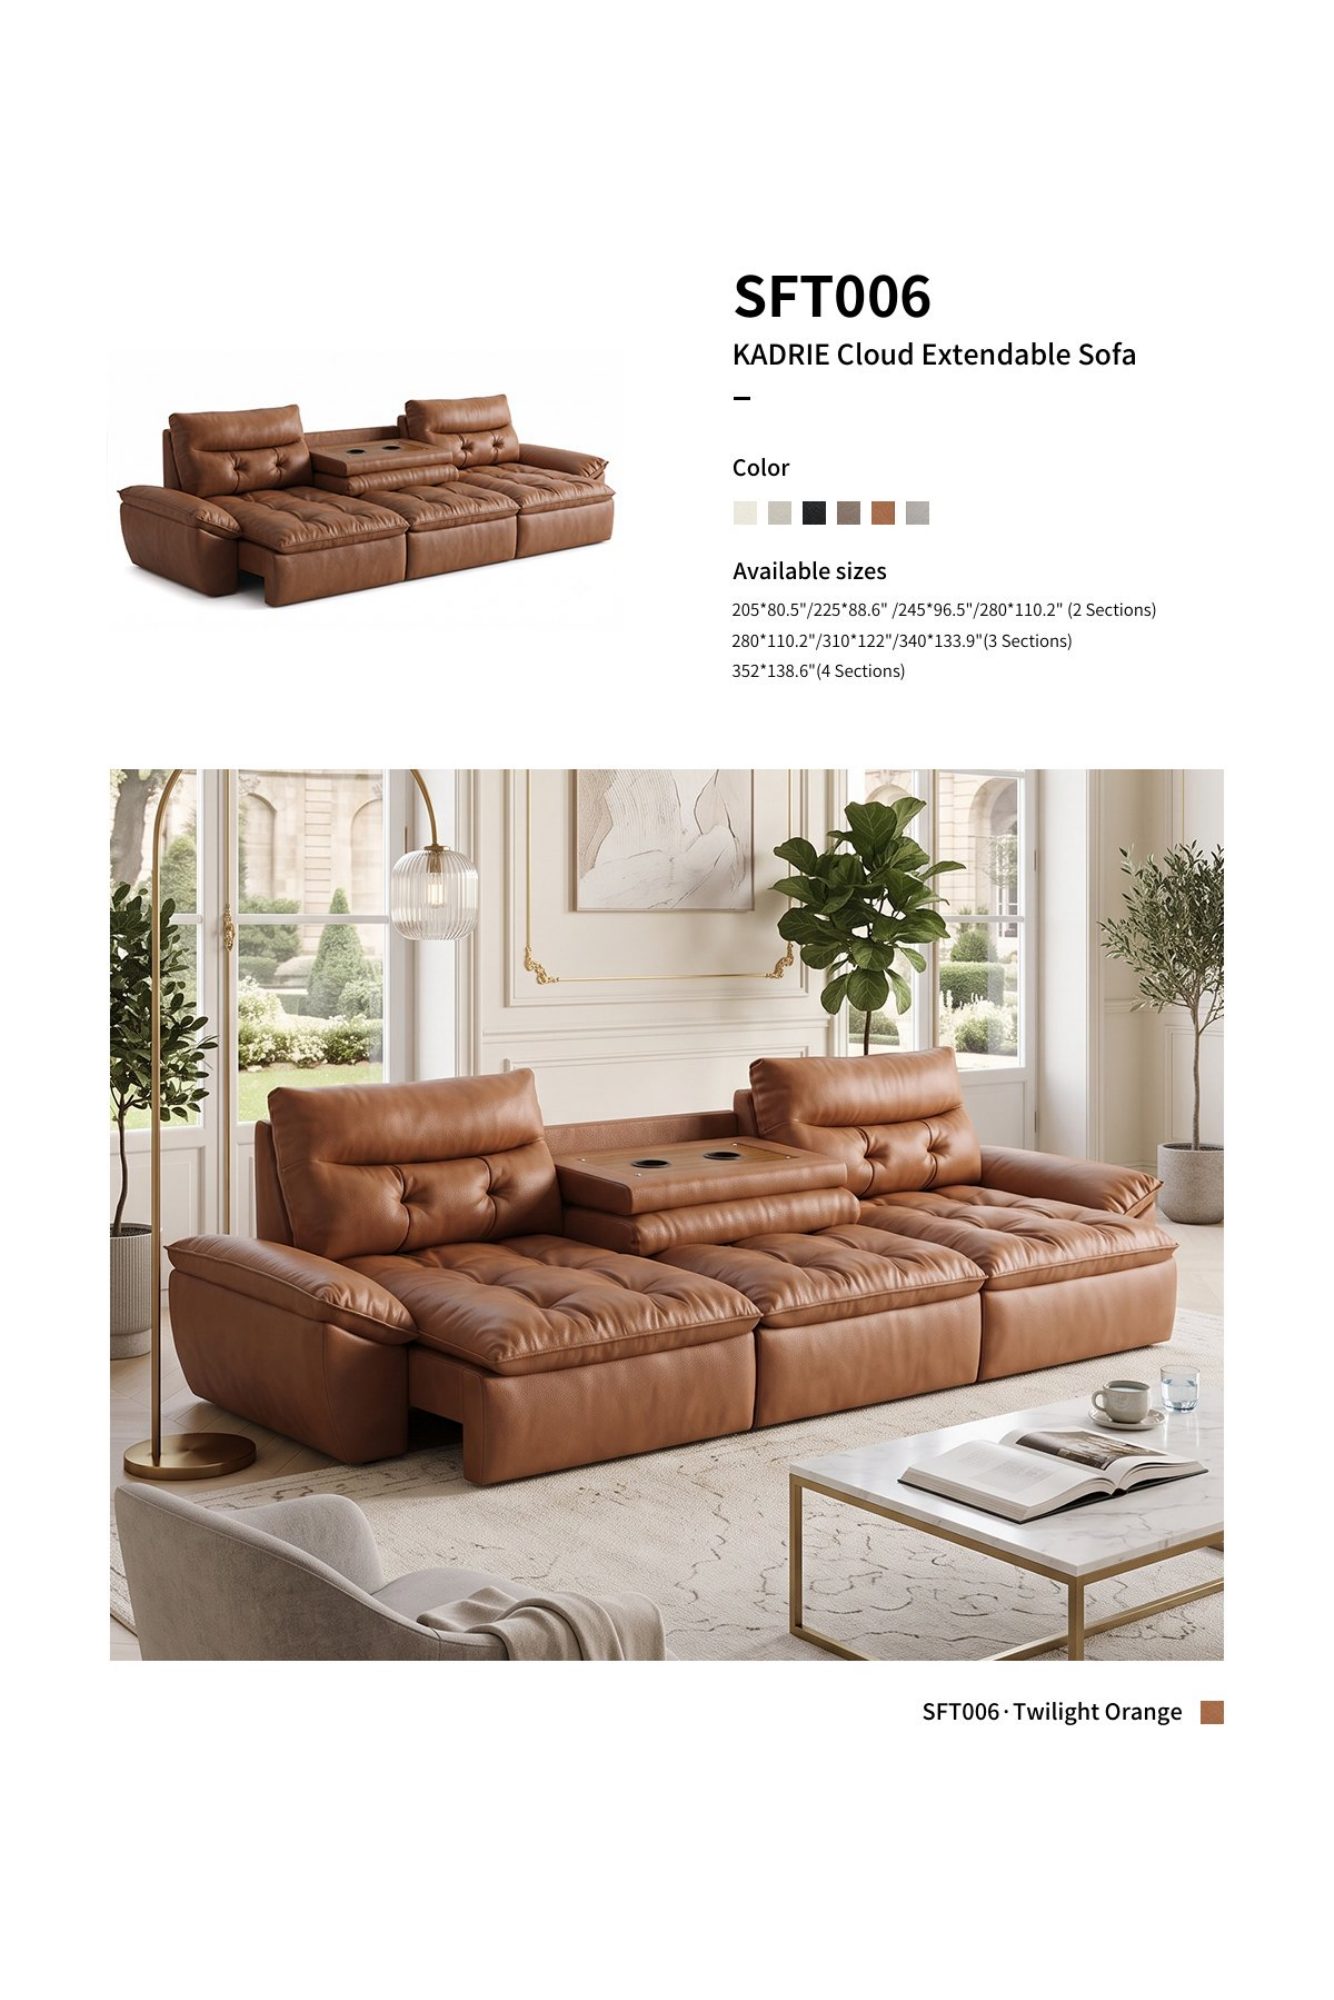 SFT006
KADRIE Cloud Extendable Sofa
Color
Available sizes
205*80.5"/225*88.6" /245*96.5"/280*110.2" (2 Sections)
280*110.2"/310*122"/340*133.9"(3 Sections)
352*138.6"(4 Sections)
SFT006·Twilight Orange